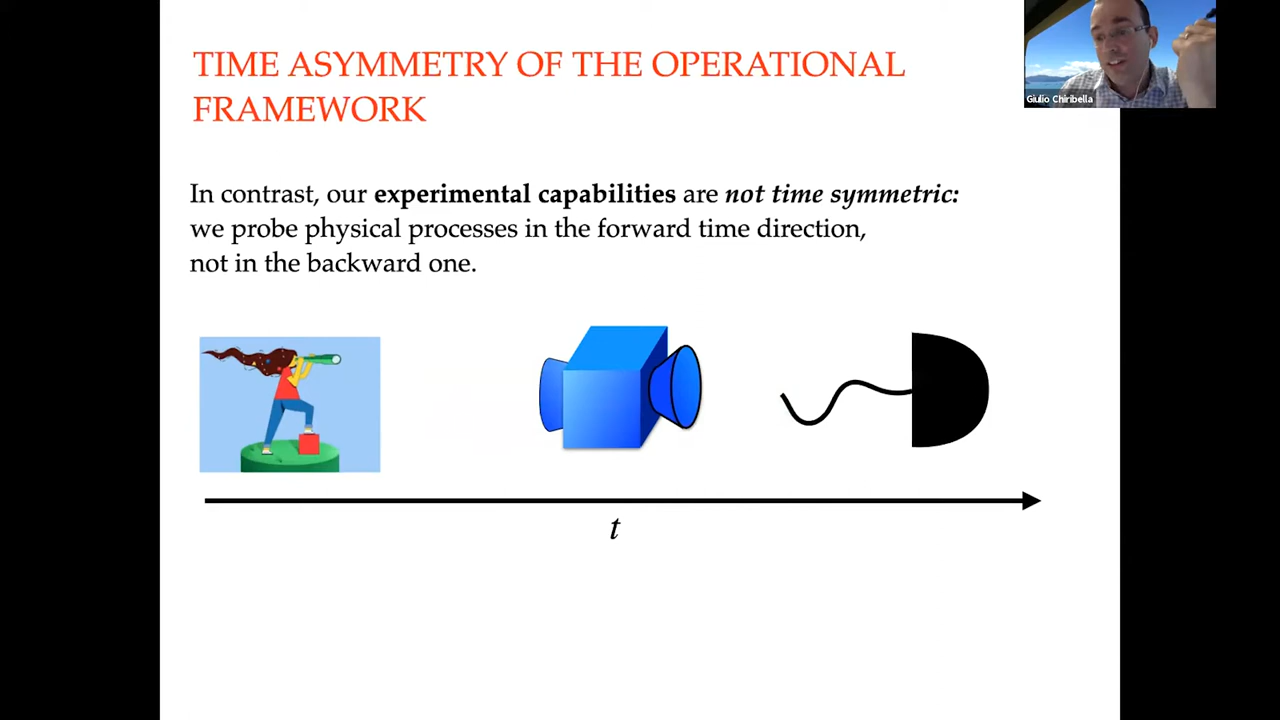 TIME ASYMMETRY OF THE OPERATIONAL
FRAMEWORK
Giulio Chiribella
In contrast, our experimental capabilities are not time symmetric:
we probe physical processes in the forward time direction,
not in the backward one.
t